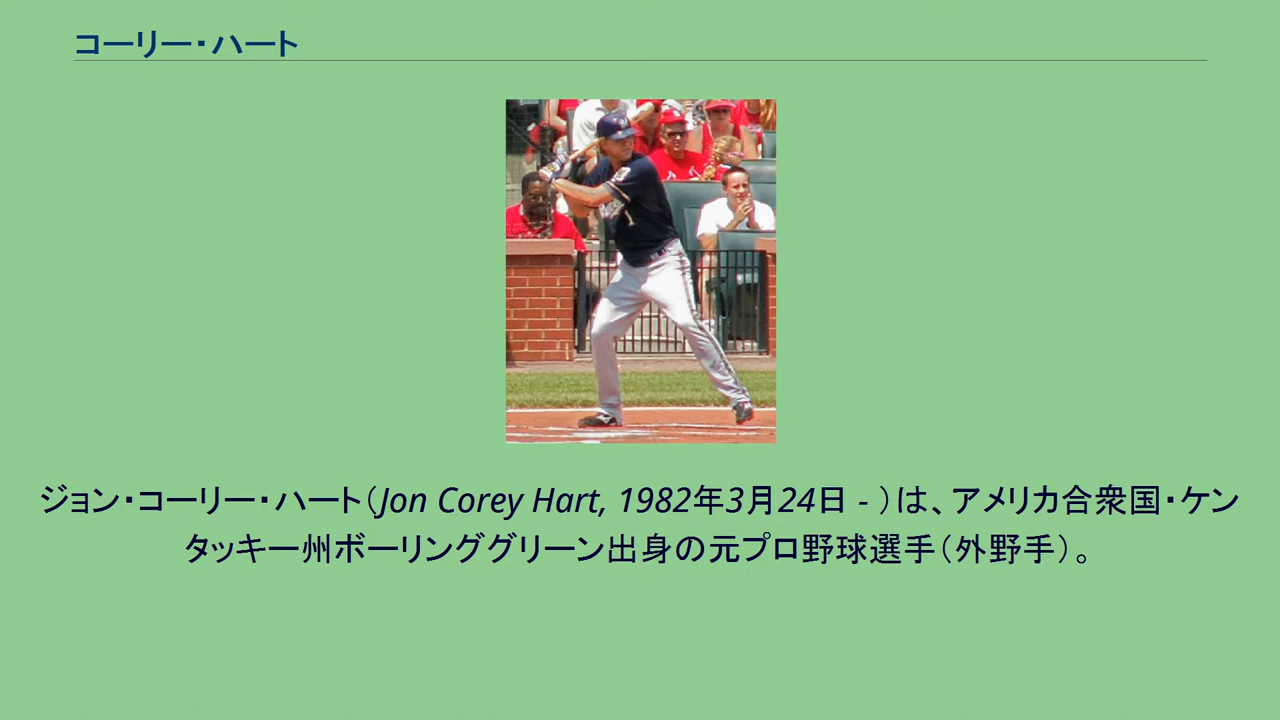 コーリー・ハート
ジョン・コーリー・ハート（Jon Corey Hart, 1982年3月24日 - ）は、アメリカ合衆国・ケン
タッキー州ボーリンググリーン出身の元プロ野球選手（外野手）。